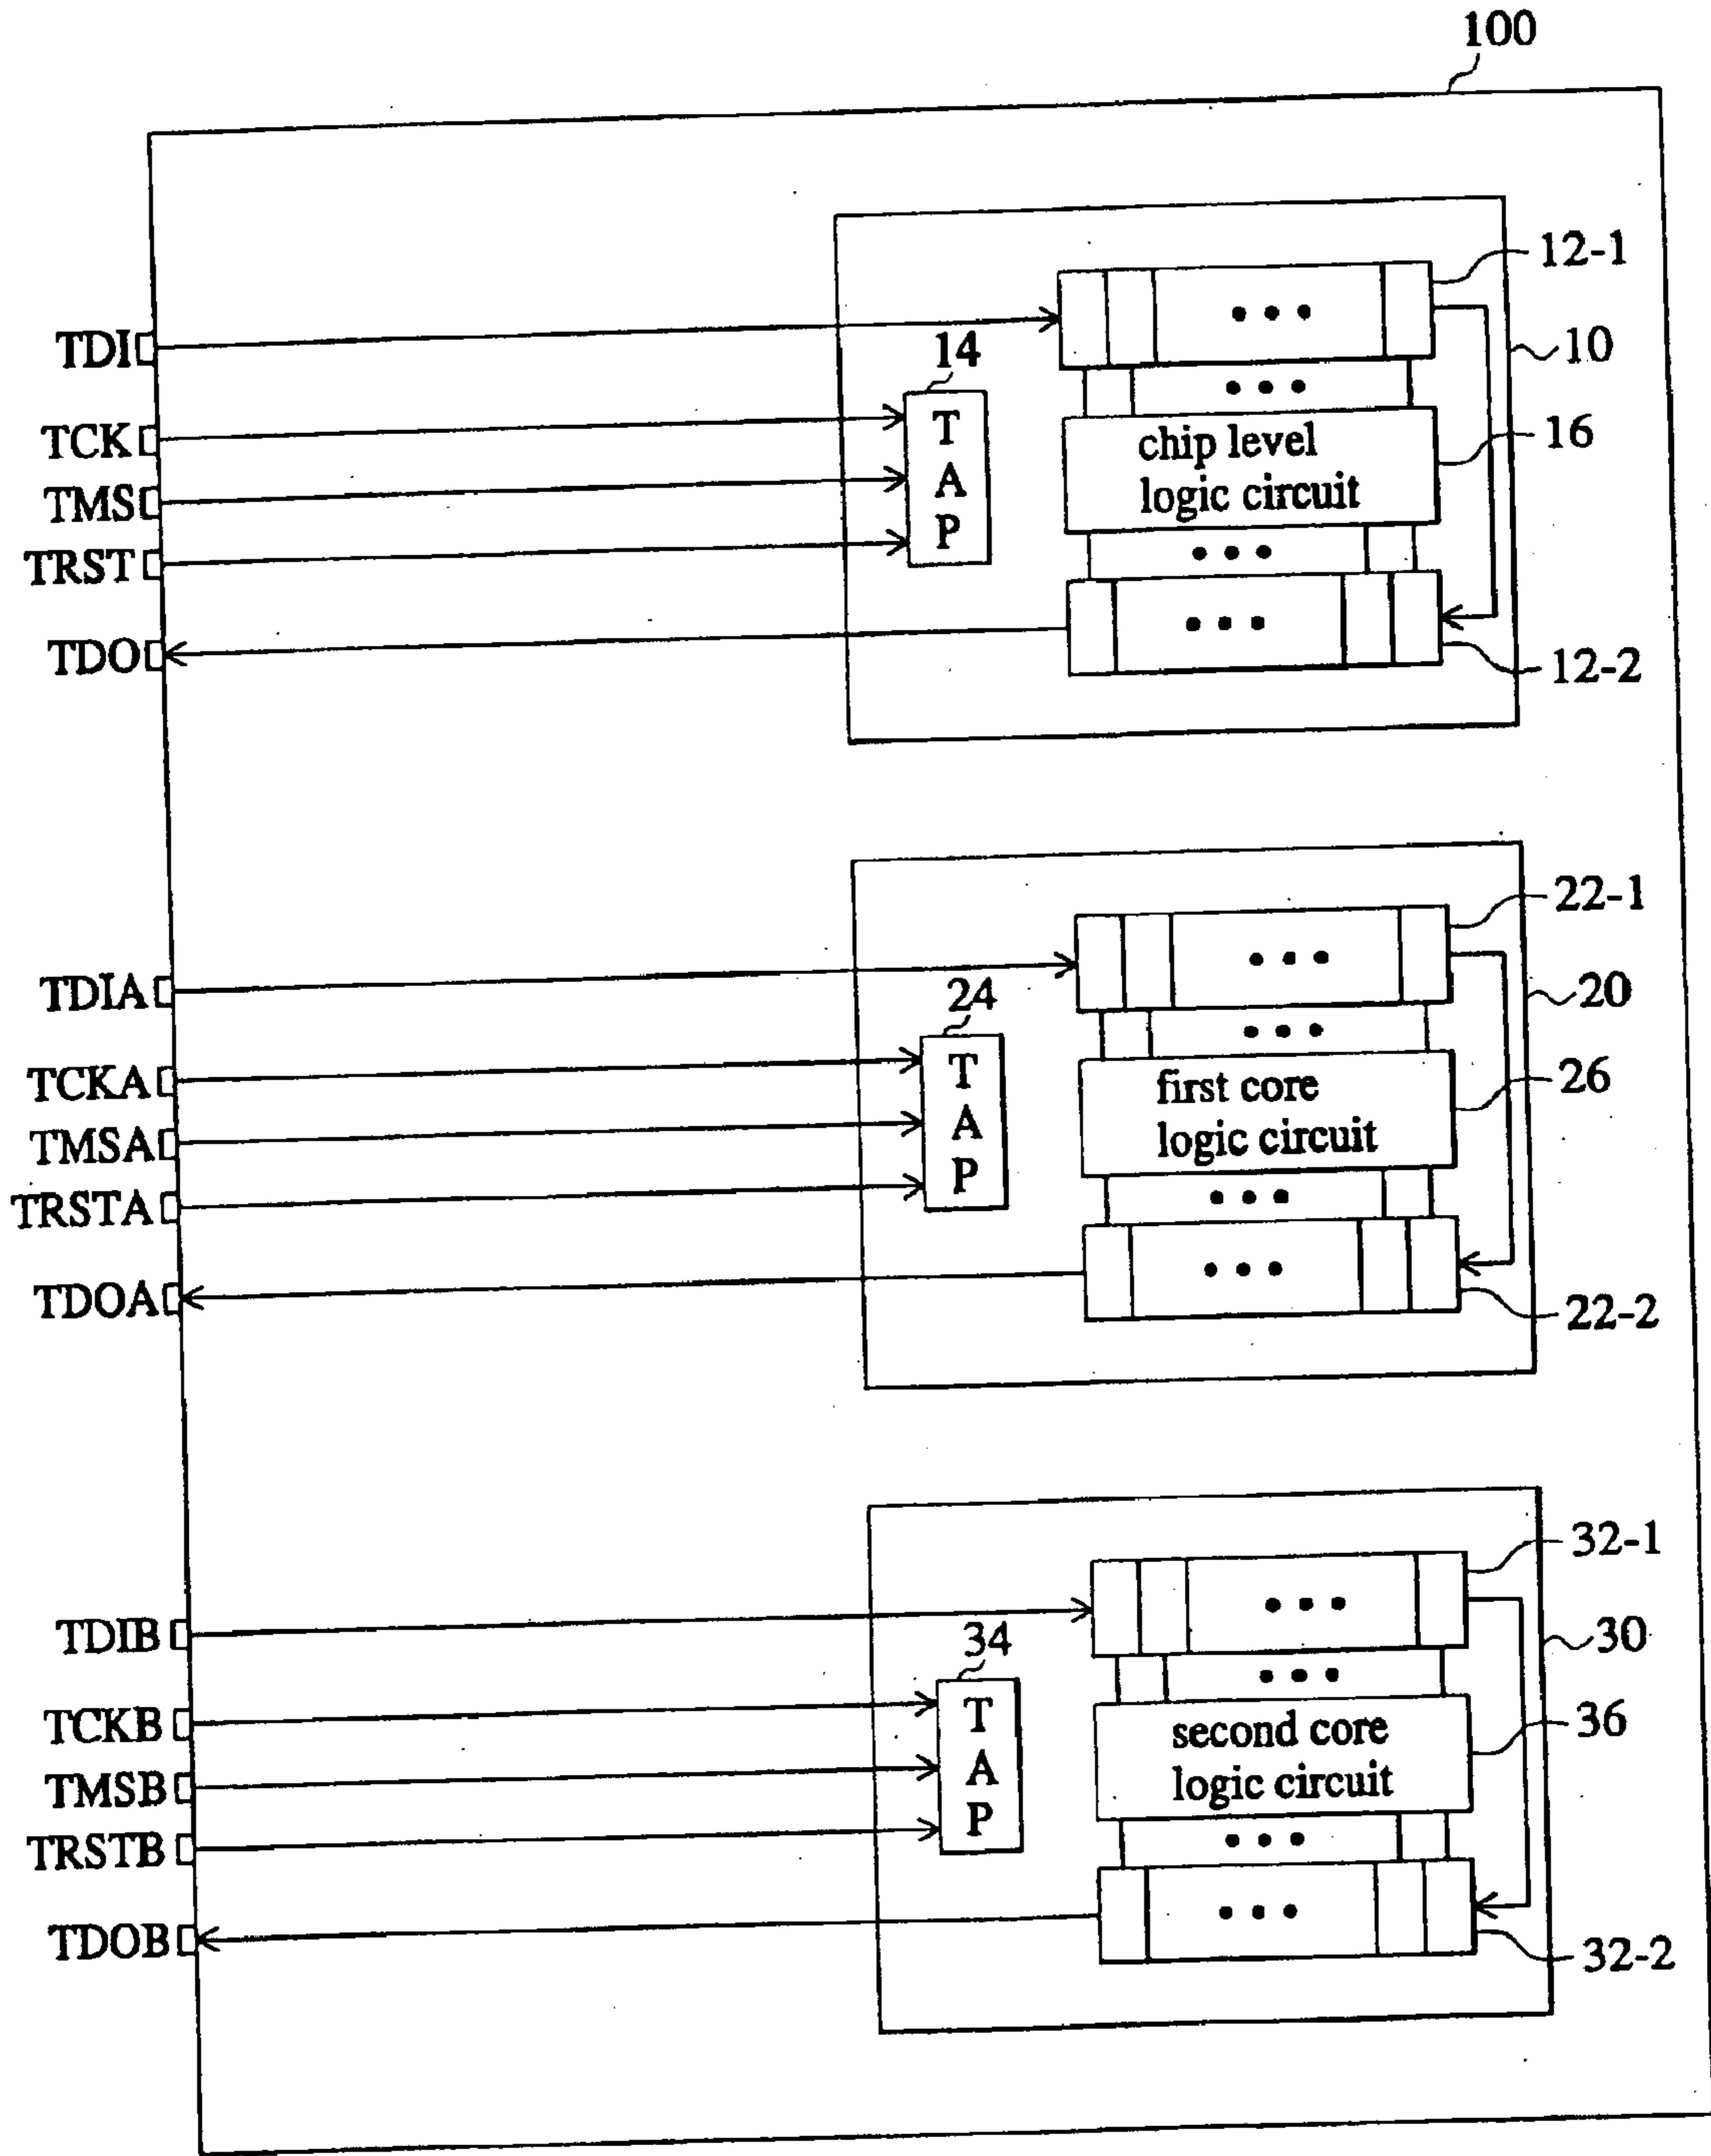 100
12-1
TDI
10
14
TCK
T
A
P
chip level
logic circuit
16
TMS
TRST
TDO
12-2
22-1
TDIA
20
24
TCKA
T
A
P
first core
logic circuit
26
TMSA
TRSTA
TDOA
22-2
32-1
TDIB
30
34
TCKB
T
A
P
second core
logic circuit
36
TMSB
TRSTB
TDOB
32-2